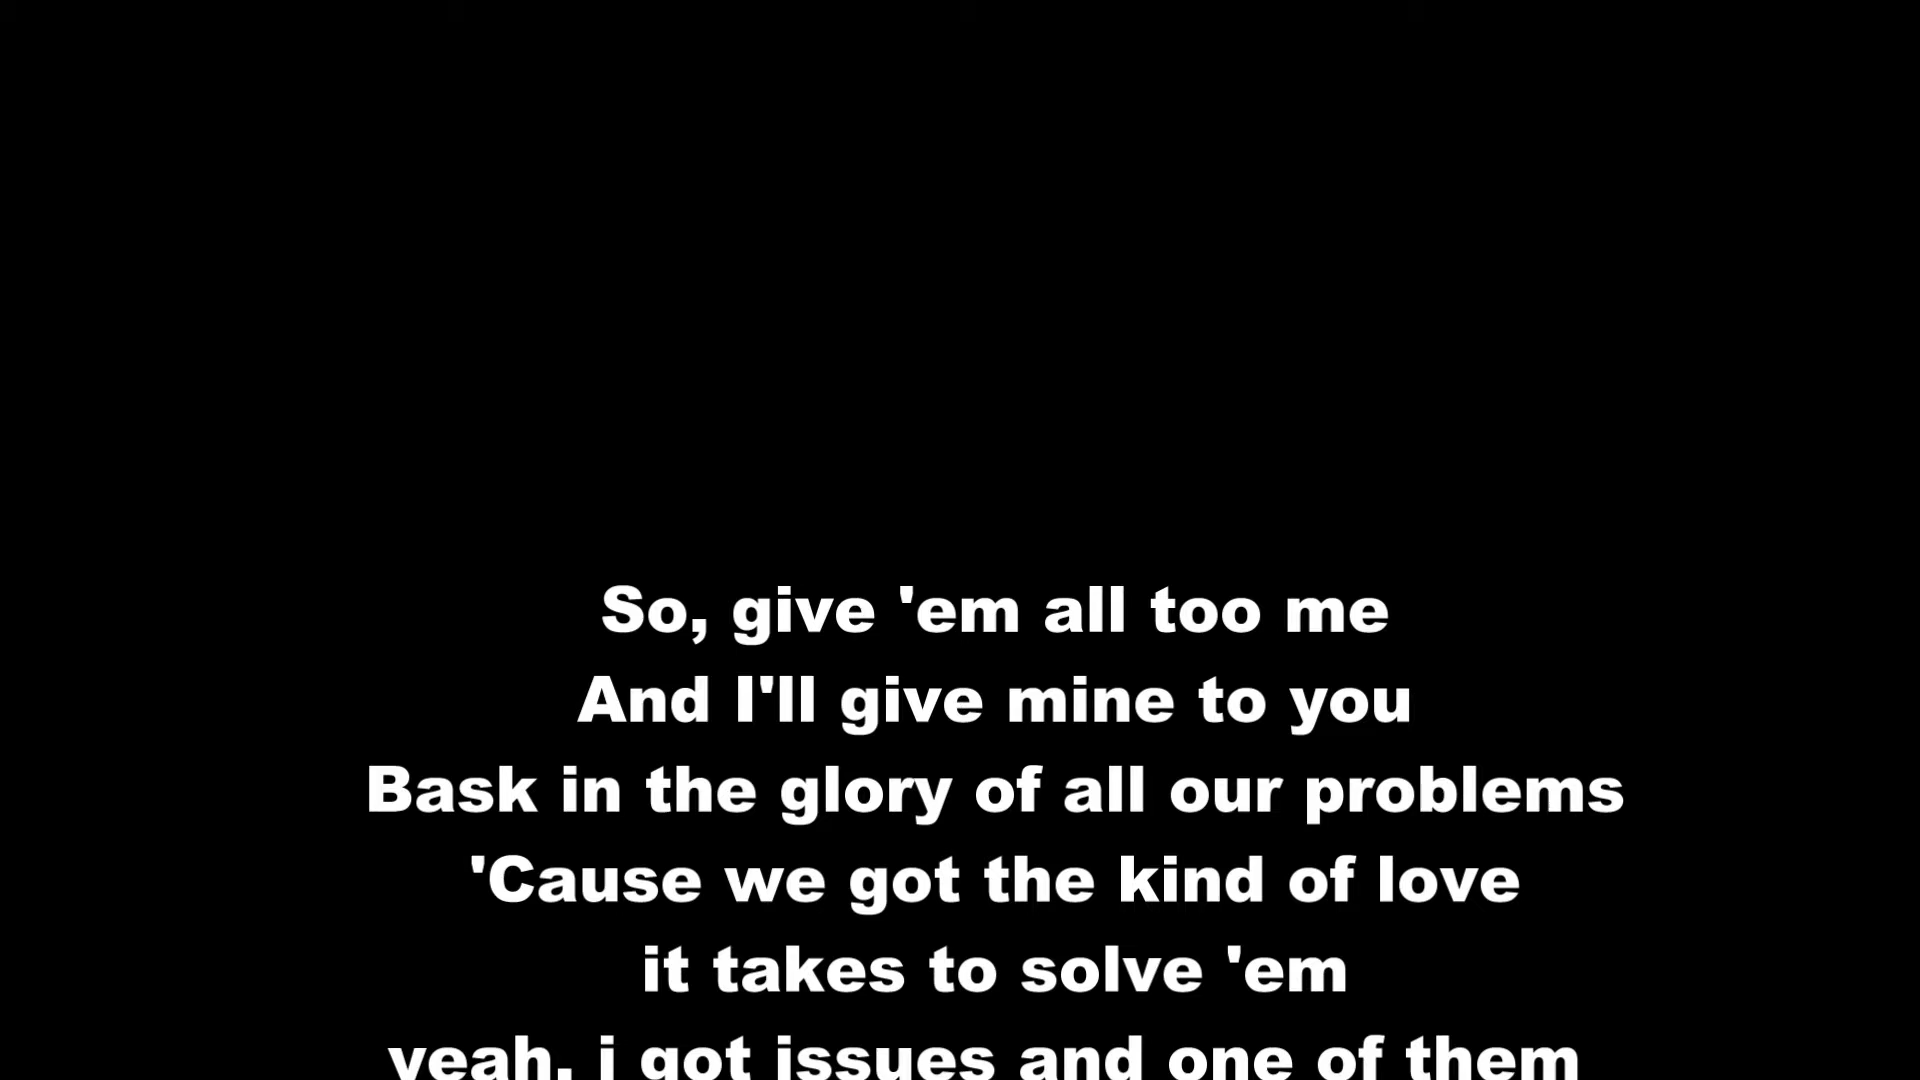 So, give 'em all too me
And I'll give mine to you
Bask in the glory of all our problems
'Cause we got the kind of love
it takes to solve 'em
yeah, i got issues and one of them